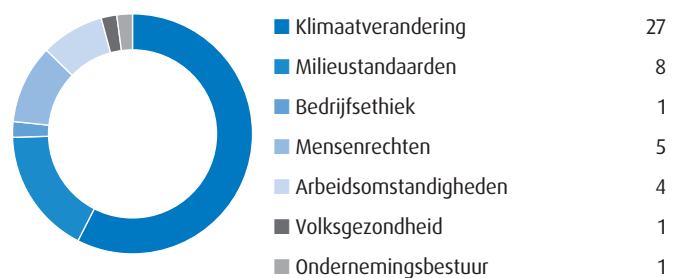 Klimaatverandering 27
Milieustandaarden 8
Bedrijfsethiek 1
Mensenrechten 5
Arbeidsomstandigheden 4
Volksgezondheid 1
Ondernemingsbestuur 1